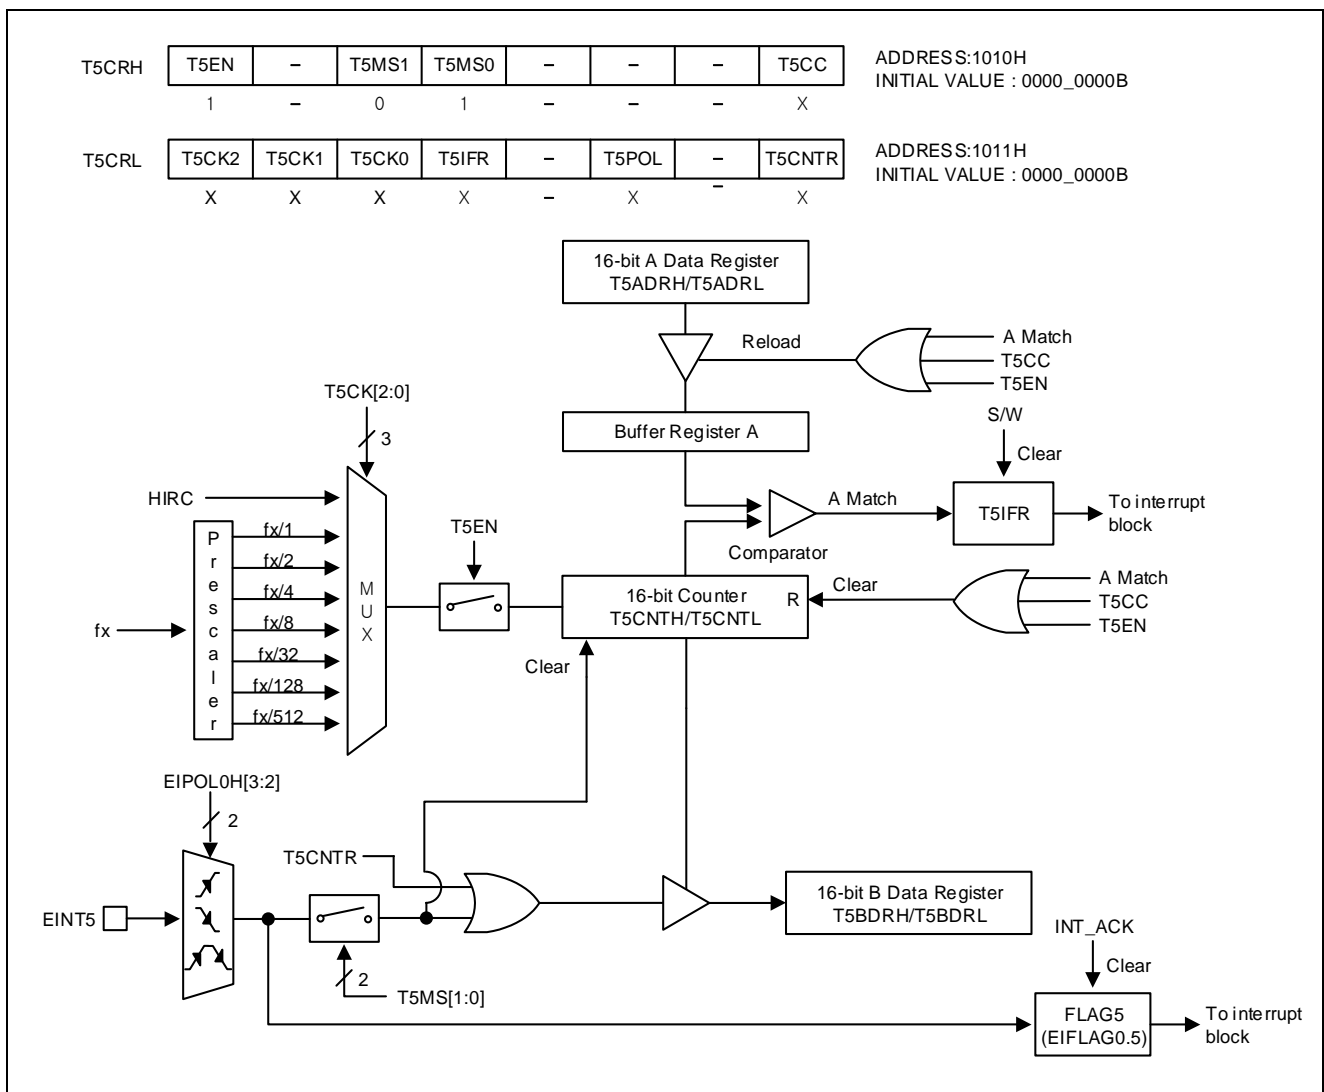 T5CRH T5EN – T5MS1 T5MS0 – – – T5CC ADDRESS:1010H
INITIAL VALUE : 0000_0000B
1 – 0 1 – – – X
T5CRL T5CK2 T5CK1 T5CK0 T5IFR – T5POL – T5CNTR ADDRESS:1011H
INITIAL VALUE : 0000_0000B
X X X X – X – X
16-bit A Data Register
T5ADRH/T5ADRL
Reload
A Match
T5CC
T5EN
T5CK[2:0]
3
Buffer Register A
S/W
Clear
HIRC
A Match
T5IFR
To interrupt
block
Comparator
Prescaler
fx/1
fx/2
fx/4
fx/8
fx/32
fx/128
fx/512
fx
MUX
T5EN
16-bit Counter
T5CNTH/T5CNTL
R
Clear
A Match
T5CC
T5EN
Clear
EIPOL0H[3:2]
2
T5CNTR
EINT5
16-bit B Data Register
T5BDRH/T5BDRL
2
T5MS[1:0]
INT_ACK
Clear
FLAG5
(EIFLAG0.5)
To interrupt
block